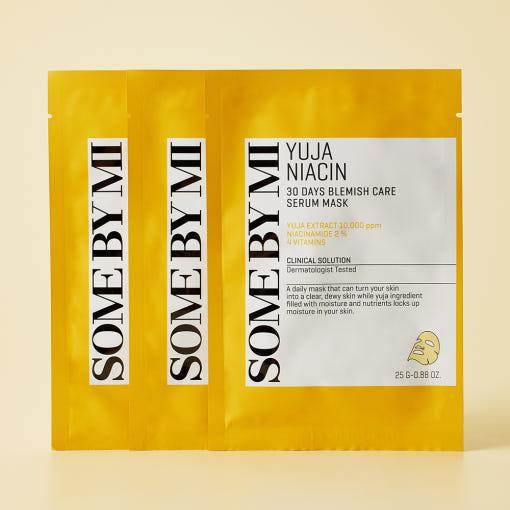 SOME BY MI
SOME BY MI
SOME BY MI
YUJA
NIACIN
30 DAYS BLEMISH CARE
SERUM MASK
YUJA EXTRACT 10,000 ppm
NIACINAMIDE 2 %
4 VITAMINS
CLINICAL SOLUTION
Dermatologist Tested
A daily mask that can turn your skin
into a clear, dewy skin while yuja ingredient
filled with moisture and nutrients locks up
moisture in your skin.
25 G-0.88 OZ.